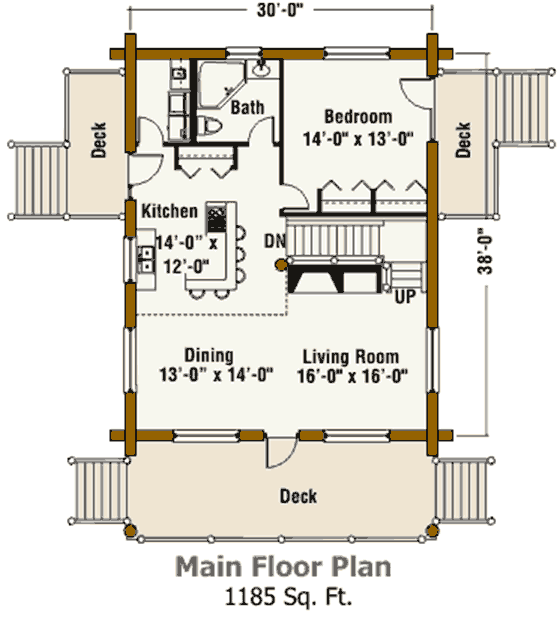 30'-0"
Bath
Bedroom
14'-0" x 13'-0"
Deck
Deck
Kitchen
14'-0" x
12'-0"
DN
38'-0"
UP
Dining
13'-0" x 14'-0"
Living Room
16'-0" x 16'-0"
Deck
Main Floor Plan
1185 Sq. Ft.